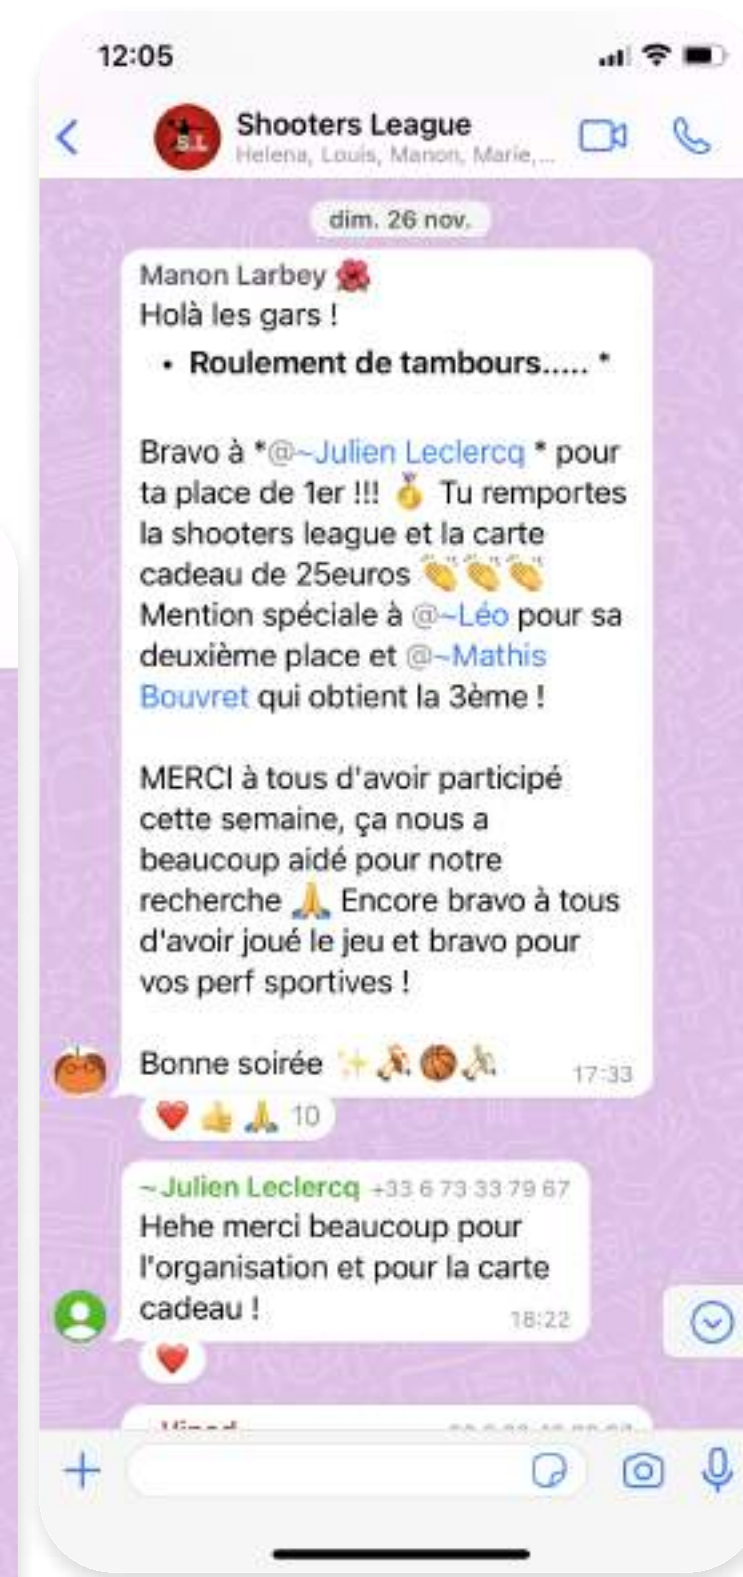 12:05
Shooters League
S.L
Helena, Louis, Manon, Marie,...
dim. 26 nov.
Manon Larbey 🌺
Holà les gars !
• Roulement de tambours..... *
Bravo à *@~Julien Leclercq * pour
ta place de 1er !!! 🥇 Tu remportes
la shooters league et la carte
cadeau de 25euros 👏👏👏
Mention spéciale à @~Léo pour sa
deuxième place et @~Mathis
Bouvret qui obtient la 3ème !
MERCI à tous d'avoir participé
cette semaine, ça nous a
beaucoup aidé pour notre
recherche 🙏 Encore bravo à tous
d'avoir joué le jeu et bravo pour
vos perf sportives !
Bonne soirée ✨⛹️🏀⛹️
17:33
❤️👍🙏 10
~Julien Leclercq +33 6 73 33 79 67
Hehe merci beaucoup pour
l'organisation et pour la carte
cadeau !
18:22